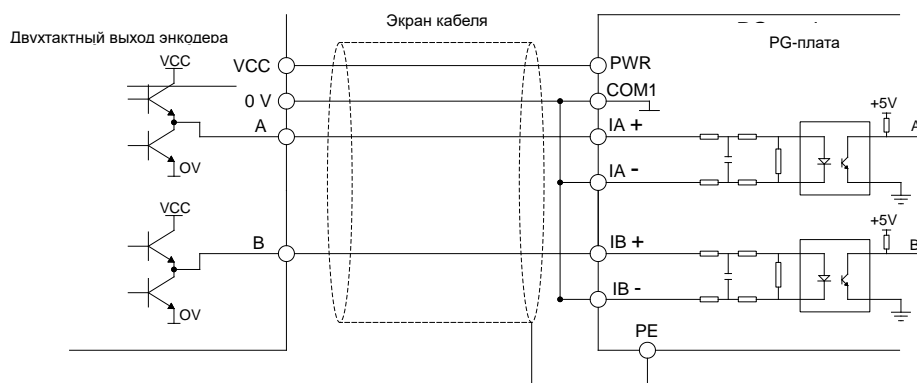 Экран кабеля
Двухтактный выход энкодера
PG-плата
VCC
VCC
PWR
0 V
COM1
+5V
A
IA +
A
OV
IA -
VCC
+5V
B
IB +
B
OV
IB -
PE